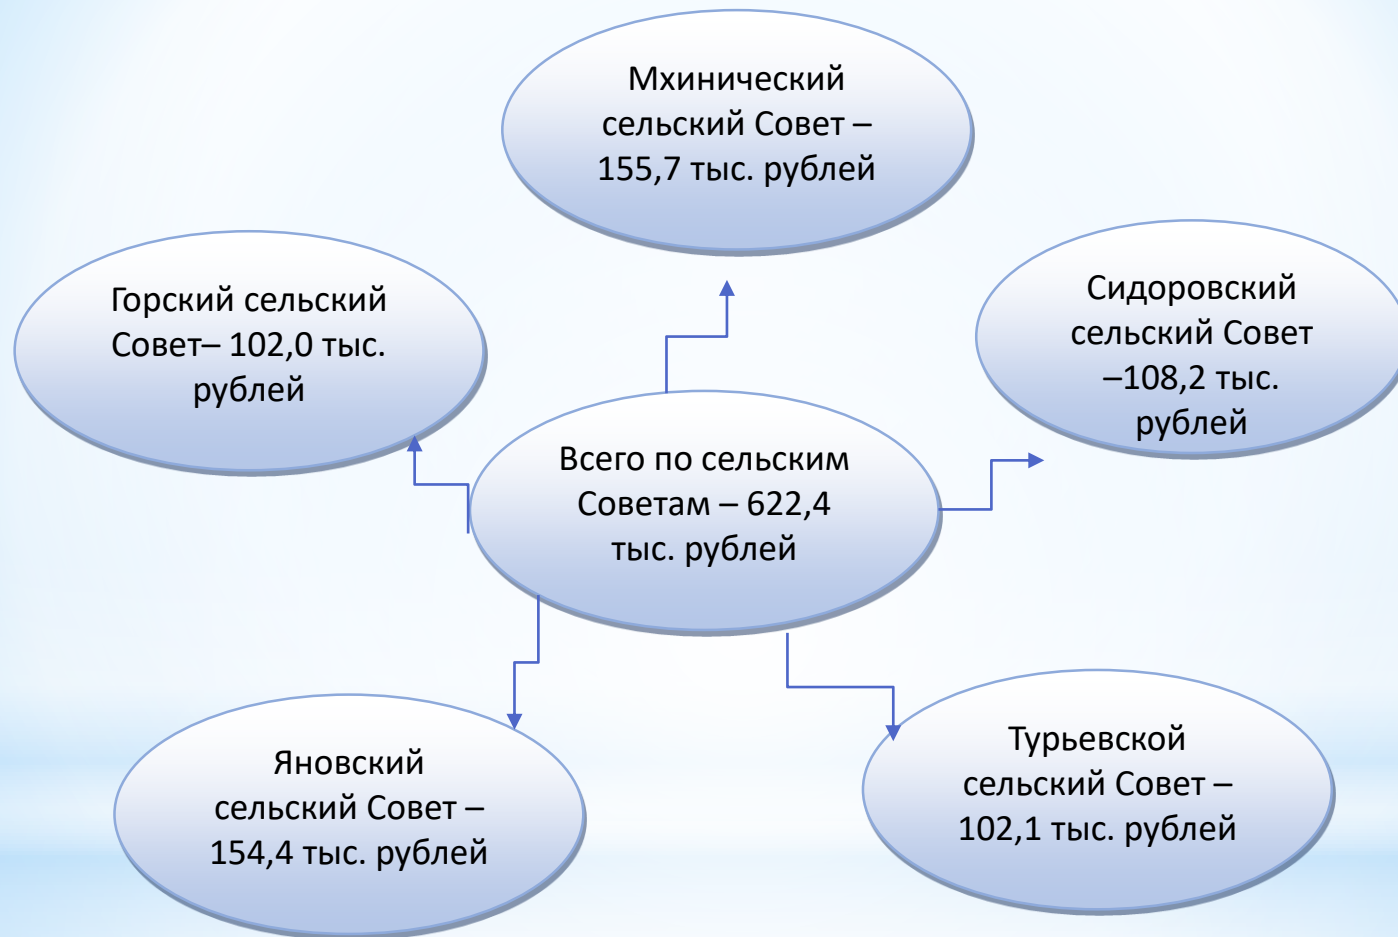 Мхинический
сельский Совет –
155,7 тыс. рублей
Горский сельский
Совет– 102,0 тыс.
рублей
Сидоровский
сельский Совет
–108,2 тыс.
рублей
Всего по сельским
Советам – 622,4
тыс. рублей
Яновский
сельский Совет –
154,4 тыс. рублей
Турьевской
сельский Совет –
102,1 тыс. рублей